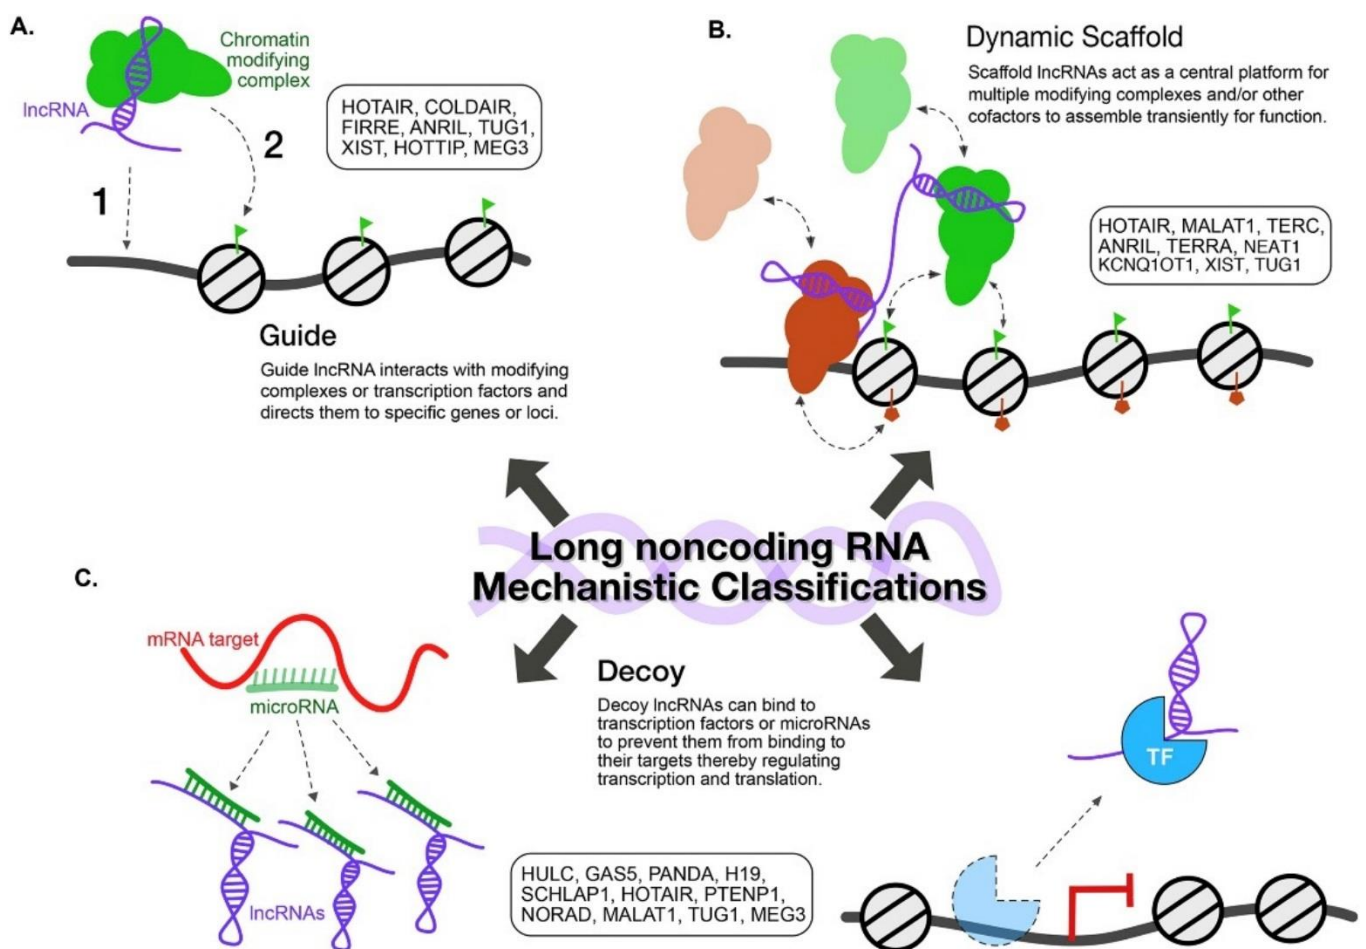 A.
Chromatin
modifying
complex
lncRNA
HOTAIR, COLDAIR,
FIRRE, ANRIL, TUG1,
XIST, HOTTIP, MEG3
2
1
Guide
Guide lncRNA interacts with modifying
complexes or transcription factors and
directs them to specific genes or loci.
B.
Dynamic Scaffold
Scaffold lncRNAs act as a central platform for
multiple modifying complexes and/or other
cofactors to assemble transiently for function.
HOTAIR, MALAT1, TERC,
ANRIL, TERRA, NEAT1
KCNQ1OT1, XIST, TUG1
Long noncoding RNA
Mechanistic Classifications
C.
mRNA target
microRNA
lncRNAs
Decoy
Decoy lncRNAs can bind to
transcription factors or microRNAs
to prevent them from binding to
their targets thereby regulating
transcription and translation.
HULC, GAS5, PANDA, H19,
SCHLAP1, HOTAIR, PTENP1,
NORAD, MALAT1, TUG1, MEG3
TF